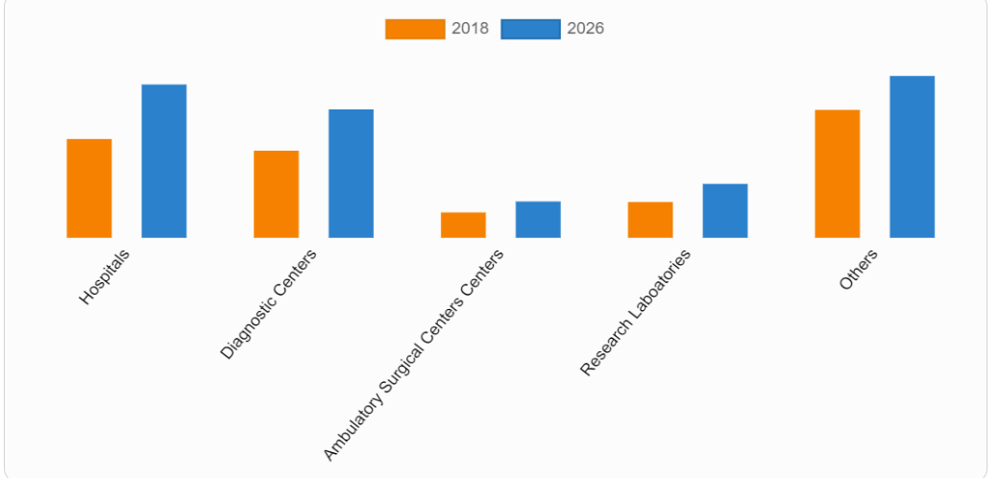 2018 2026
Hospitals
Diagnostic Centers
Ambulatory Surgical Centers Centers
Research Laboatories
Others